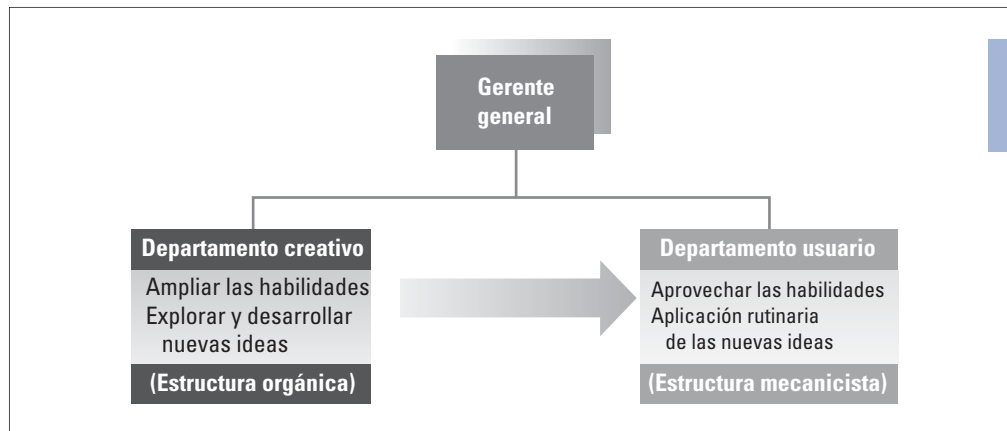 Gerente
general
Departamento creativo
Ampliar las habilidades
Explorar y desarrollar
nuevas ideas
(Estructura orgánica)
Departamento usuario
Aprovechar las habilidades
Aplicación rutinaria
de las nuevas ideas
(Estructura mecanicista)